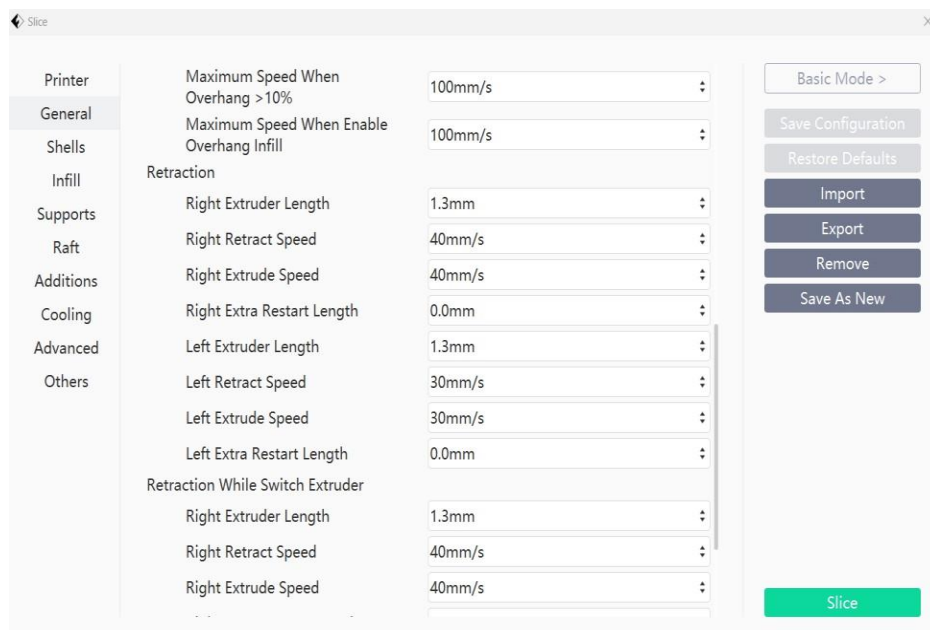 Slice
Printer
General
Shells
Infill
Supports
Raft
Additions
Cooling
Advanced
Others
Maximum Speed When
Overhang >10%
100mm/s
Maximum Speed When Enable
Overhang Infill
100mm/s
Retraction
Right Extruder Length 1.3mm
Right Retract Speed 40mm/s
Right Extrude Speed 40mm/s
Right Extra Restart Length 0.0mm
Left Extruder Length 1.3mm
Left Retract Speed 30mm/s
Left Extrude Speed 30mm/s
Left Extra Restart Length 0.0mm
Retraction While Switch Extruder
Right Extruder Length 1.3mm
Right Retract Speed 40mm/s
Right Extrude Speed 40mm/s
Basic Mode >
Save Configuration
Restore Defaults
Import
Export
Remove
Save As New
Slice